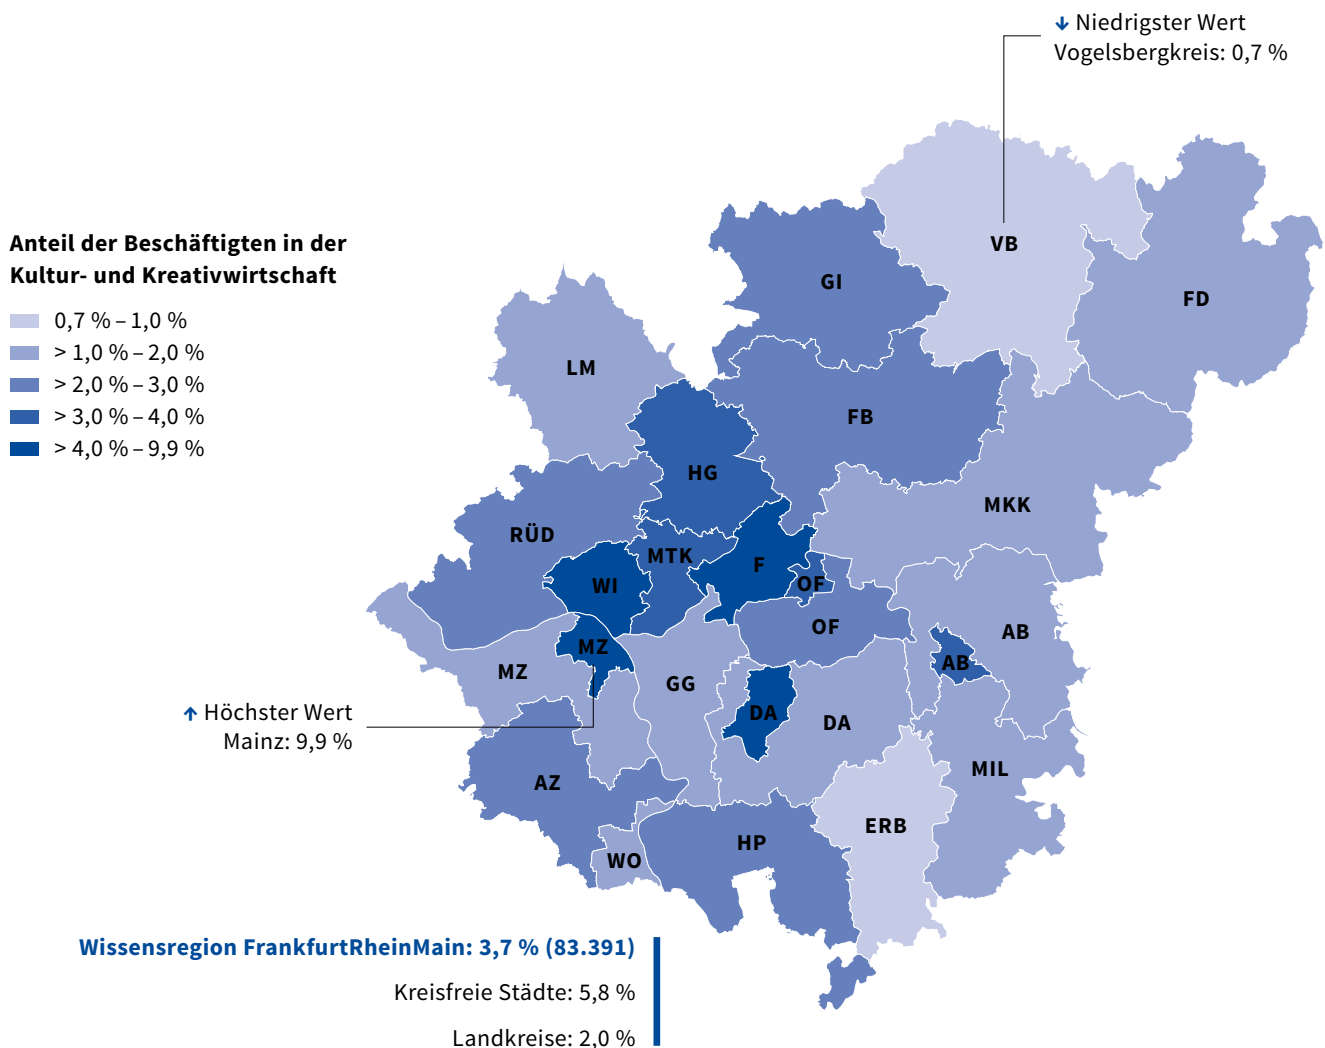 ↓ Niedrigster Wert
Vogelsbergkreis: 0,7 %
Anteil der Beschäftigten in der
Kultur- und Kreativwirtschaft
0,7 % – 1,0 %
> 1,0 % – 2,0 %
> 2,0 % – 3,0 %
> 3,0 % – 4,0 %
> 4,0 % – 9,9 %
VB
GI
FD
LM
FB
HG
MKK
RÜD
MTK
F
WI
OF
OF
AB
MZ
AB
MZ
GG
DA
DA
↑ Höchster Wert
Mainz: 9,9 %
MIL
AZ
ERB
HP
WO
Wissensregion FrankfurtRheinMain: 3,7 % (83.391)
Kreisfreie Städte: 5,8 %
Landkreise: 2,0 %